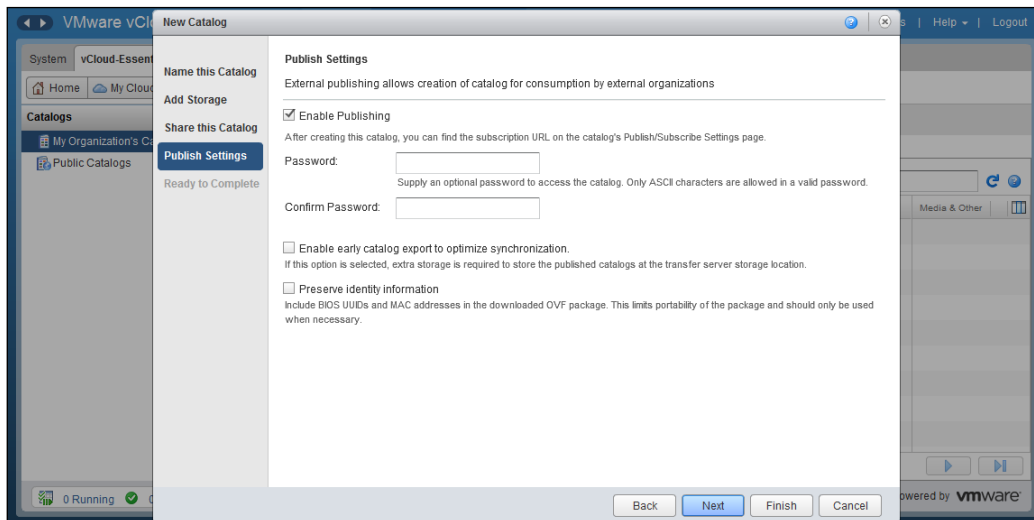 VMware vClo
New Catalog
s | Help | Logout
System vCloud-Essent
Home My Cloud
Catalogs
My Organization's Ca
Public Catalogs
Name this Catalog
Add Storage
Share this Catalog
Publish Settings
Ready to Complete
Publish Settings
External publishing allows creation of catalog for consumption by external organizations
Enable Publishing
After creating this catalog, you can find the subscription URL on the catalog's Publish/Subscribe Settings page.
Password:
Supply an optional password to access the catalog. Only ASCII characters are allowed in a valid password.
Confirm Password:
Enable early catalog export to optimize synchronization.
If this option is selected, extra storage is required to store the published catalogs at the transfer server storage location.
Preserve identity information
Include BIOS UUIDs and MAC addresses in the downloaded OVF package. This limits portability of the package and should only be used
when necessary.
Media & Other
0 Running
Back Next Finish Cancel
owered by vmware